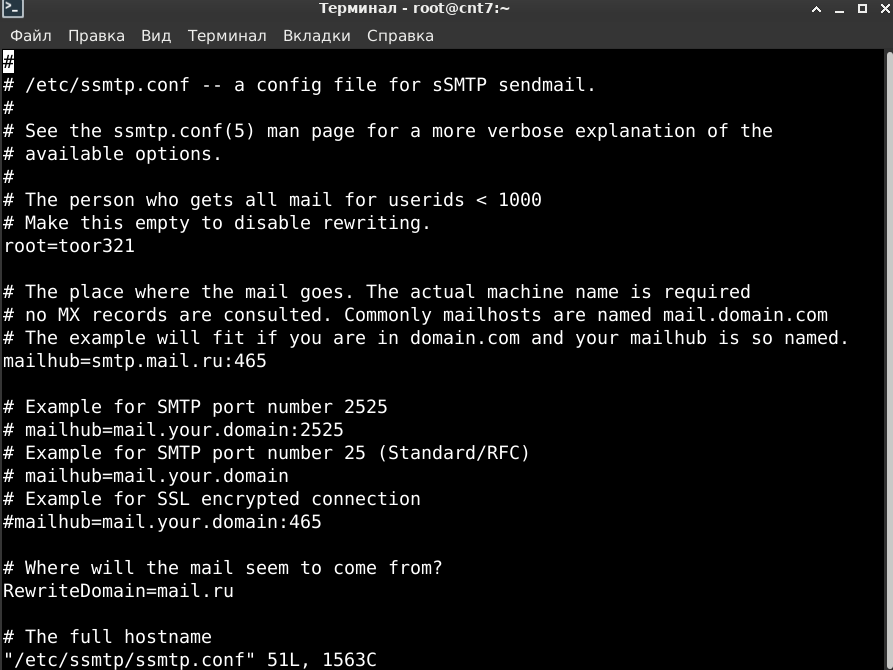 Терминал - root@cnt7:~
Файл Правка Вид Терминал Вкладки Справка
#
# /etc/ssmtp.conf -- a config file for sSMTP sendmail.
#
# See the ssmtp.conf(5) man page for a more verbose explanation of the
# available options.
#
# The person who gets all mail for userids < 1000
# Make this empty to disable rewriting.
root=toor321
# The place where the mail goes. The actual machine name is required
# no MX records are consulted. Commonly mailhosts are named mail.domain.com
# The example will fit if you are in domain.com and your mailhub is so named.
mailhub=smtp.mail.ru:465
# Example for SMTP port number 2525
# mailhub=mail.your.domain:2525
# Example for SMTP port number 25 (Standard/RFC)
# mailhub=mail.your.domain
# Example for SSL encrypted connection
#mailhub=mail.your.domain:465
# Where will the mail seem to come from?
RewriteDomain=mail.ru
# The full hostname
"/etc/ssmtp/ssmtp.conf" 51L, 1563C